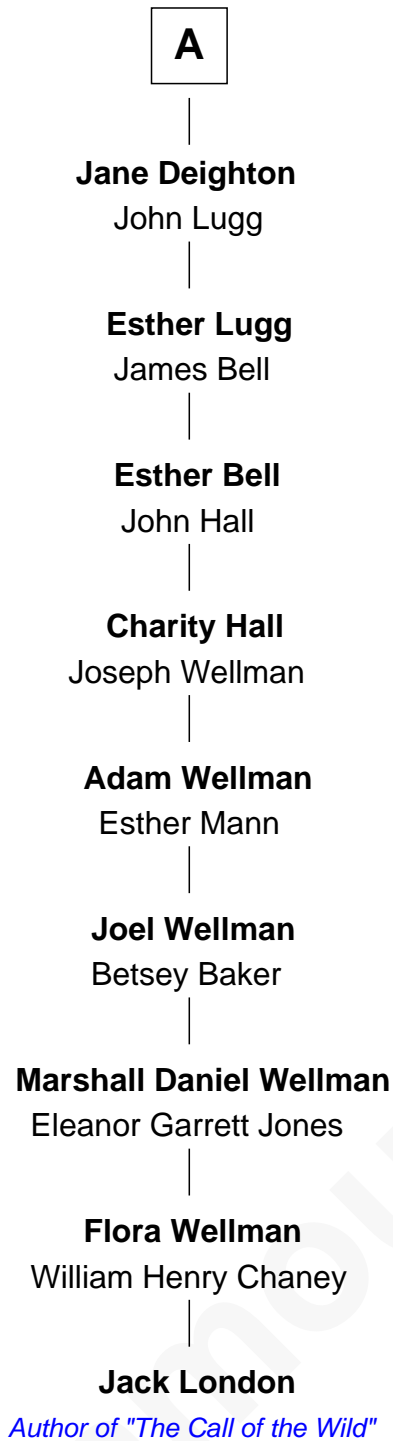 A
Jane Deighton
John Lugg
Esther Lugg
James Bell
Esther Bell
John Hall
Charity Hall
Joseph Wellman
Adam Wellman
Esther Mann
Joel Wellman
Betsey Baker
Marshall Daniel Wellman
Eleanor Garrett Jones
Flora Wellman
William Henry Chaney
Jack London
Author of "The Call of the Wild"